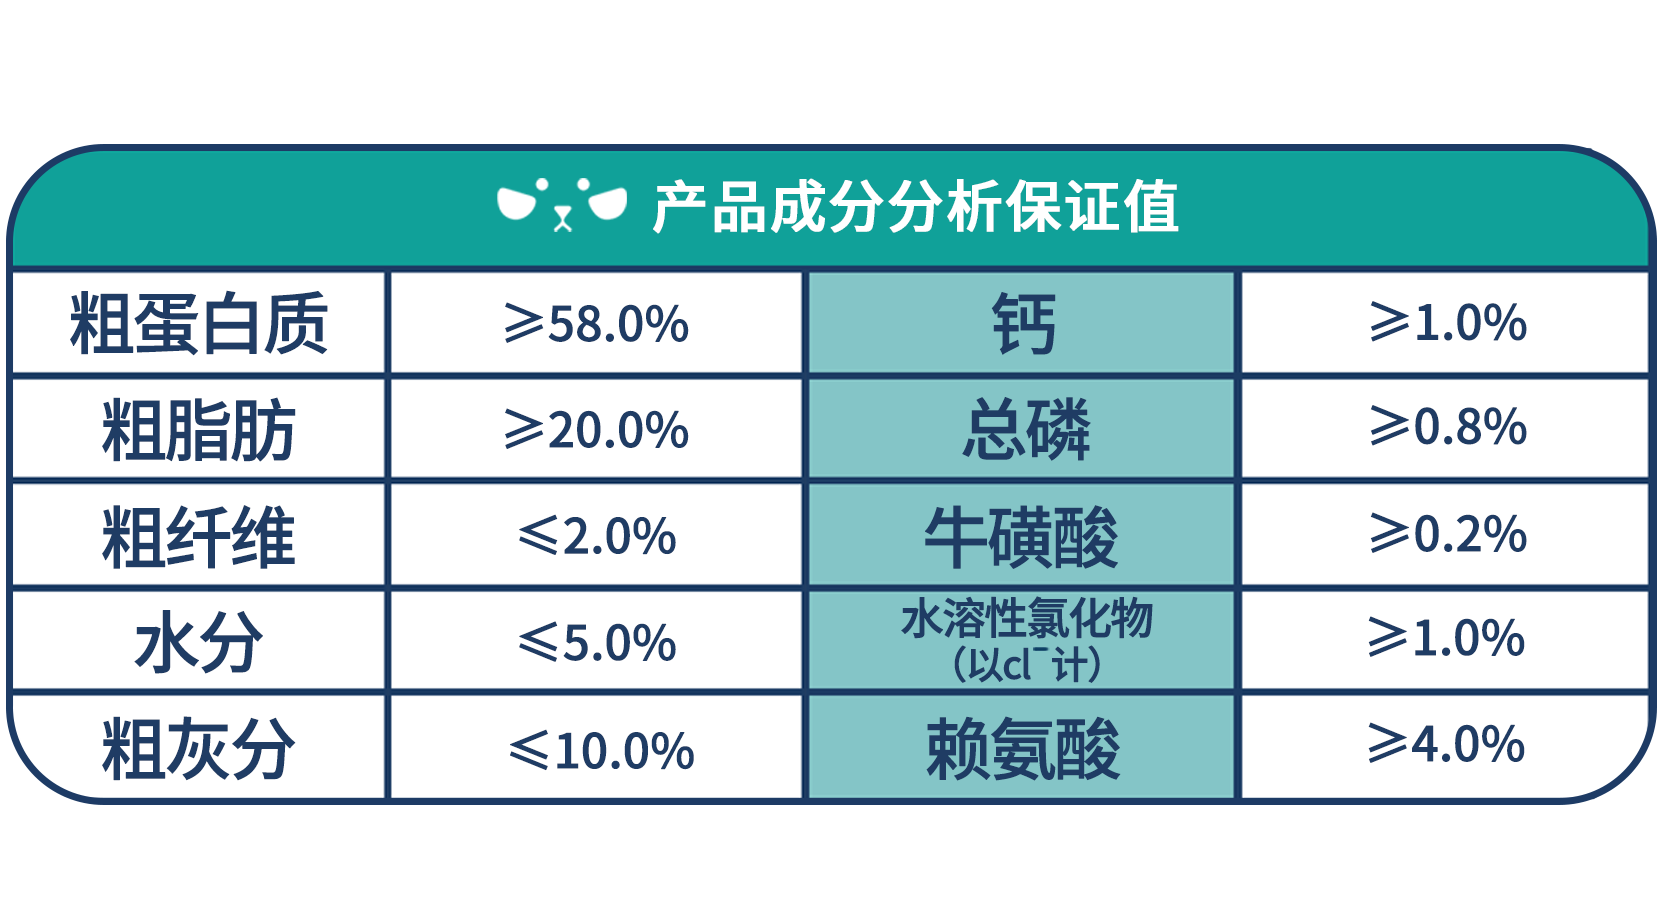 产品成分分析保证值
粗蛋白质 ⩾58.0% 钙 ⩾1.0%
粗脂肪 ⩾20.0% 总磷 ⩾0.8%
粗纤维 ⩽2.0% 牛磺酸 ⩾0.2%
水分 ⩽5.0% 水溶性氯化物
（以cl¯计） ⩾1.0%
粗灰分 ⩽10.0% 赖氨酸 ⩾4.0%